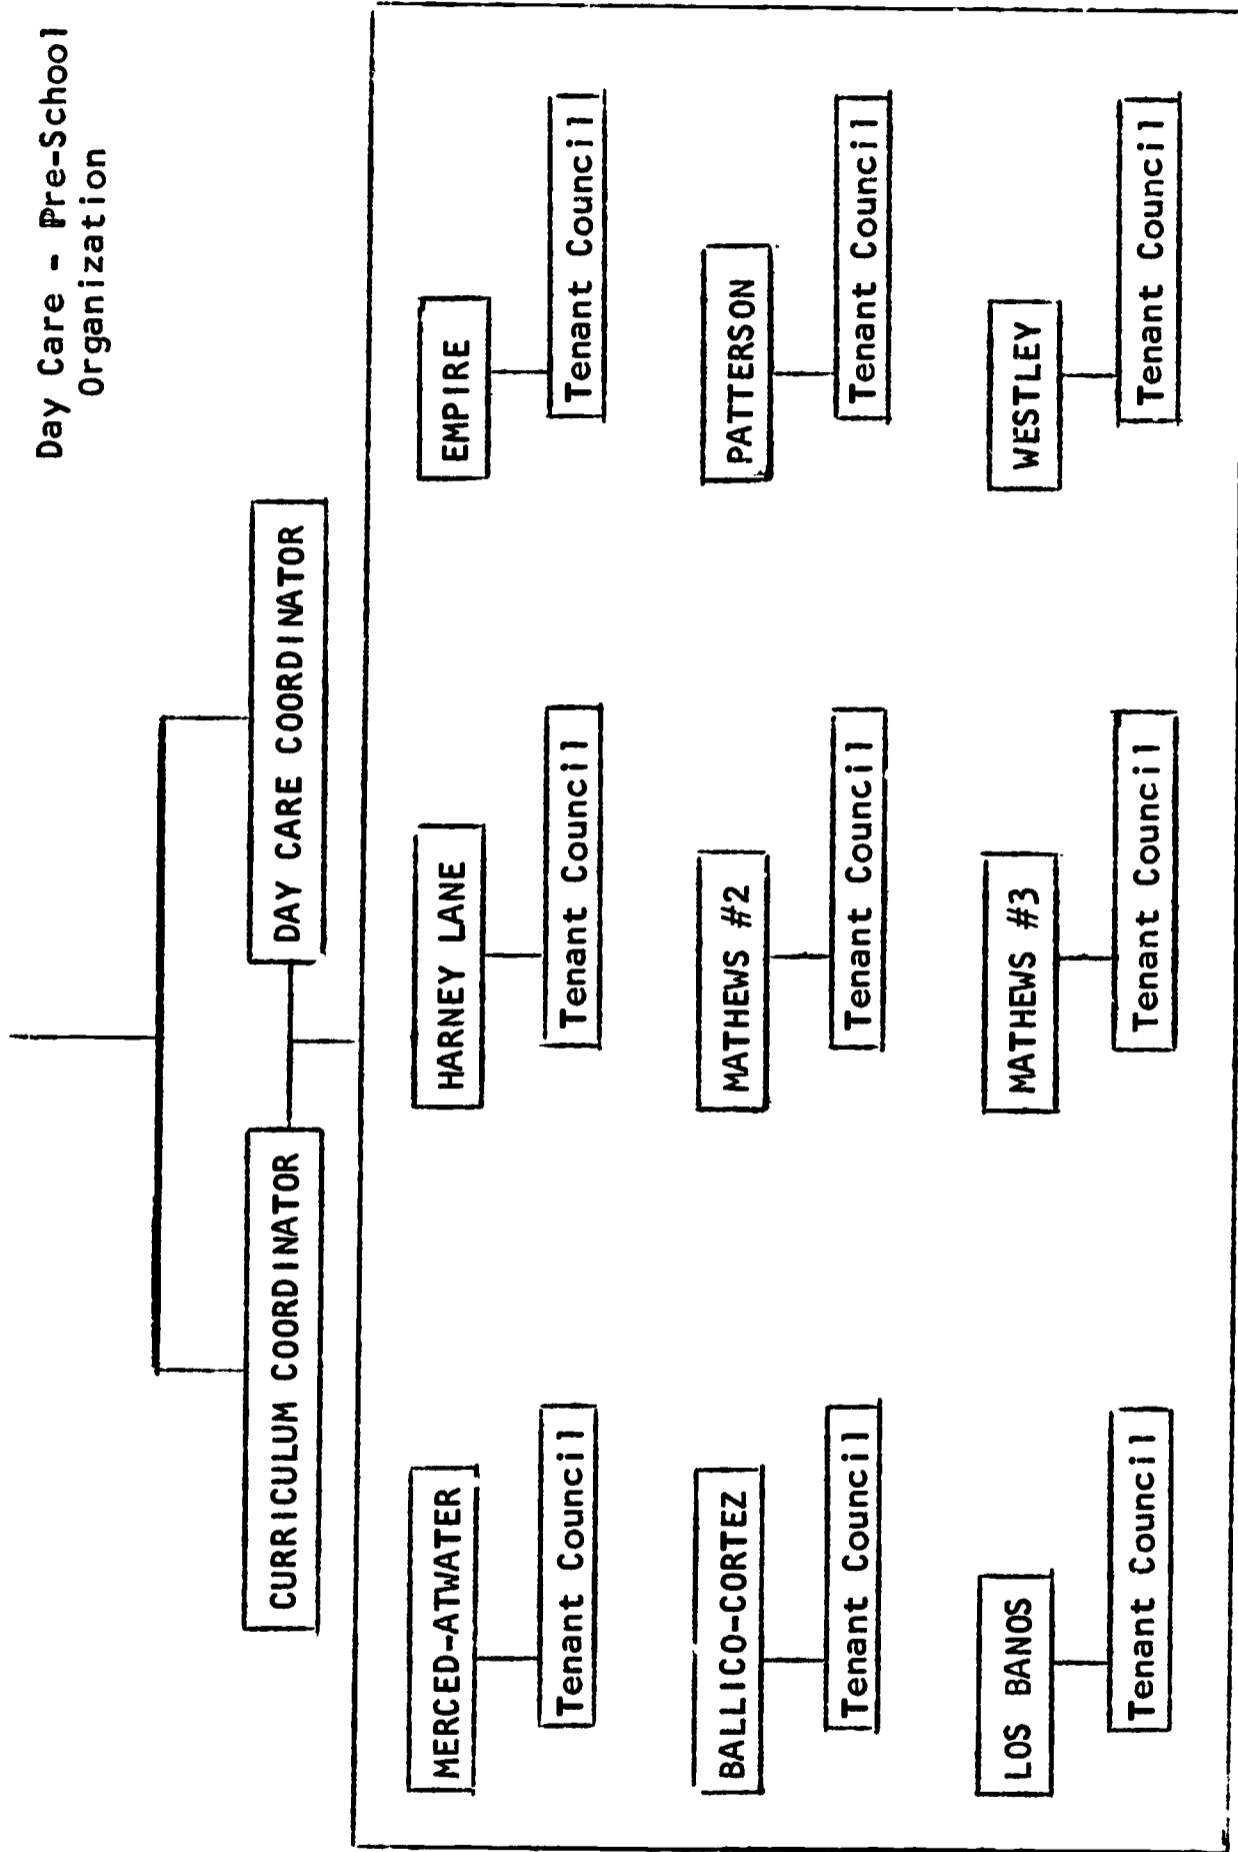 Day Care - Pre-School
Organization
CURRICULUM COORDINATOR
DAY CARE COORDINATOR
MERCED-ATWATER
Tenant Council
HARNEY LANE
Tenant Council
EMPIRE
Tenant Council
BALLICO-CORTEZ
Tenant Council
MATHEWS #2
Tenant Council
PATTERSON
Tenant Council
LOS BANOS
Tenant Council
MATHEWS #3
Tenant Council
WESTLEY
Tenant Council